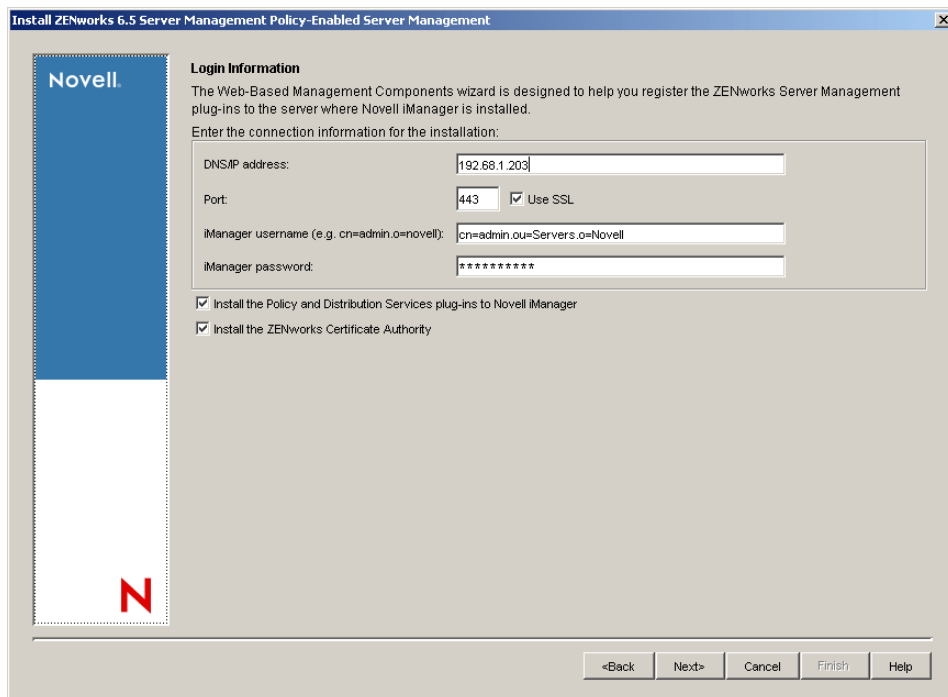 Install ZENworks 6.5 Server Management Policy-Enabled Server Management
Novell.
Login Information
The Web-Based Management Components wizard is designed to help you register the ZENworks Server Management
plug-ins to the server where Novell iManager is installed.
Enter the connection information for the installation:
DNS/IP address: 192.68.1.203
Port: 443 Use SSL
iManager username (e.g. cn=admin.o=novell): cn=admin.ou=Servers.o=Novell
iManager password: **********
Install the Policy and Distribution Services plug-ins to Novell iManager
Install the ZENworks Certificate Authority
N
<Back Next> Cancel Finish Help